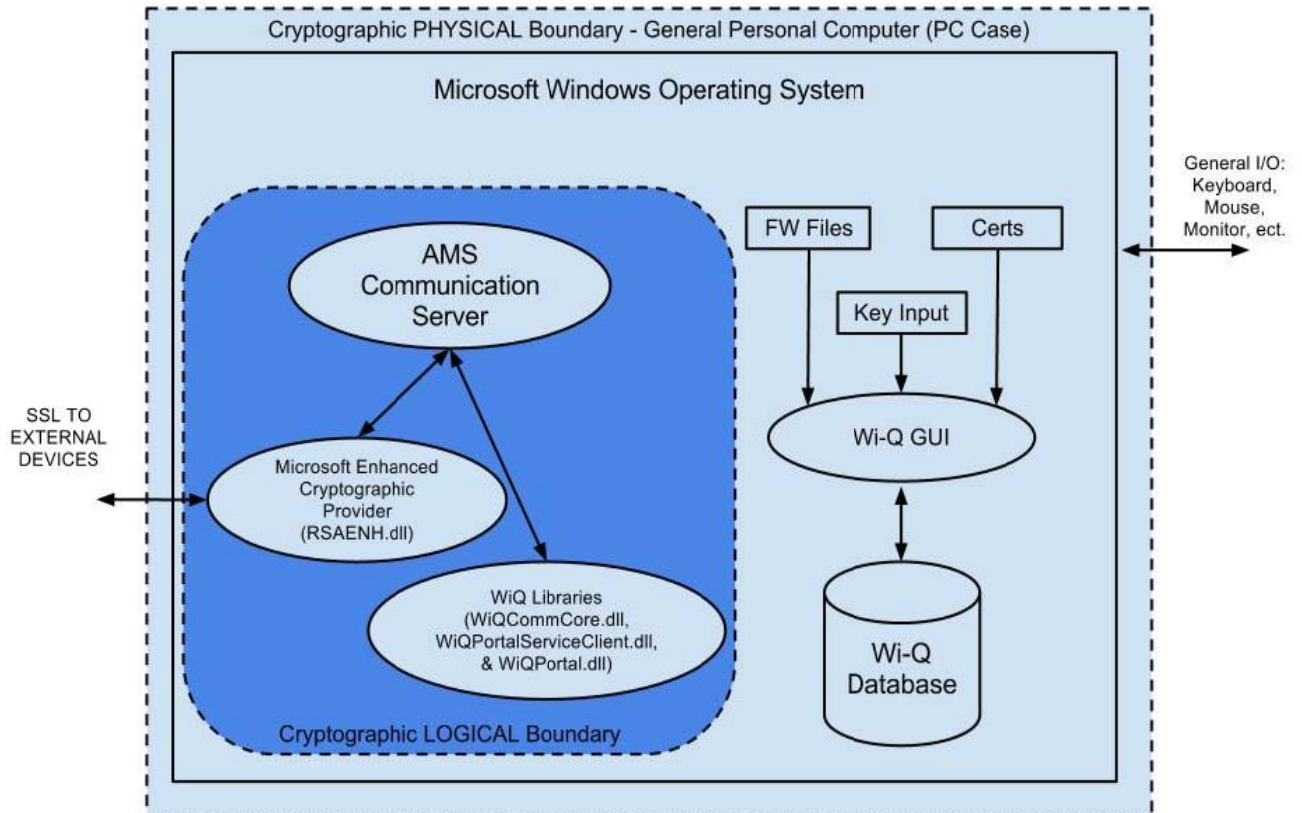 Cryptographic PHYSICAL Boundary - General Personal Computer (PC Case)
Microsoft Windows Operating System
General I/O:
Keyboard,
Mouse,
Monitor, ect.
FW Files
Certs
Key Input
AMS
Communication
Server
Wi-Q GUI
SSL TO
EXTERNAL
DEVICES
Microsoft Enhanced
Cryptographic
Provider
(RSAENH.dll)
WiQ Libraries
(WiQCommCore.dll,
WiQPortalServiceClient.dll,
& WiQPortal.dll)
Wi-Q
Database
Cryptographic LOGICAL Boundary